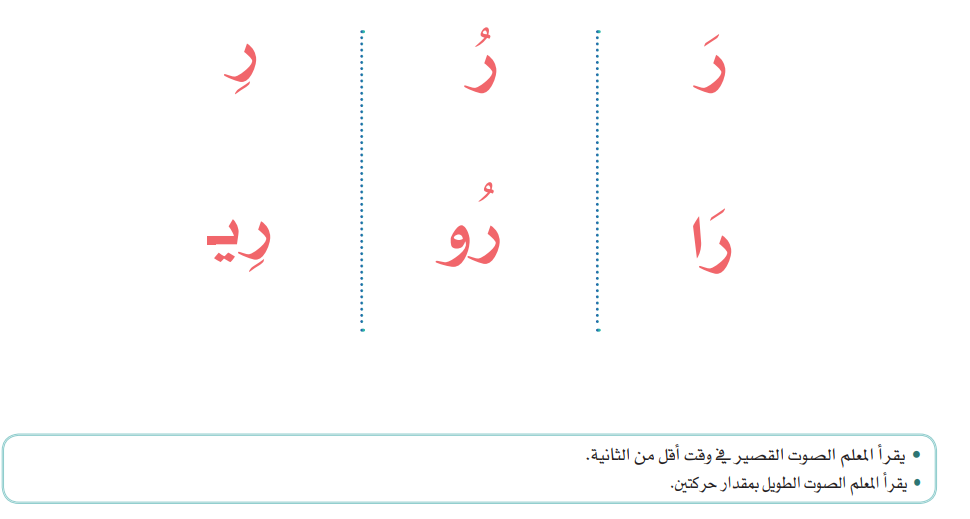 رَ رُ رِ
رَا رُو رِيـ
• يقرأ المعلم الصوت القصير في وقت أقل من الثانية.
• يقرأ المعلم الصوت الطويل بمقدار حركتين.